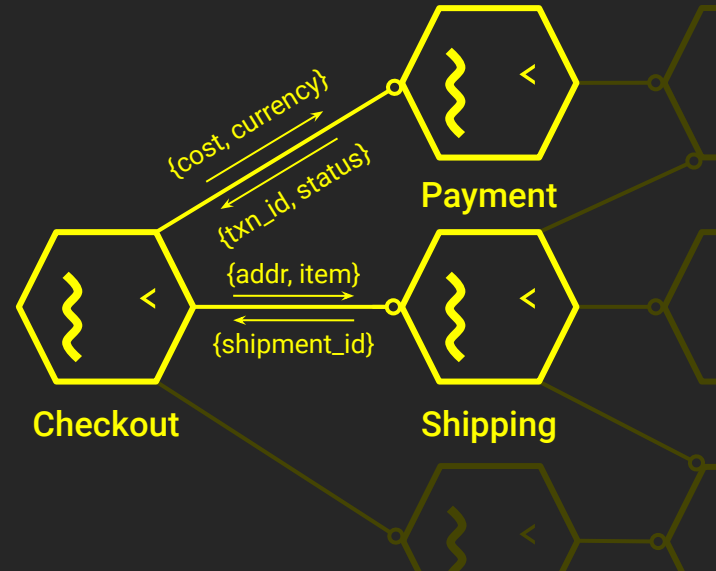 {cost, currency}
{txn_id, status}
Payment
{addr, item}
{shipment_id}
Checkout
Shipping